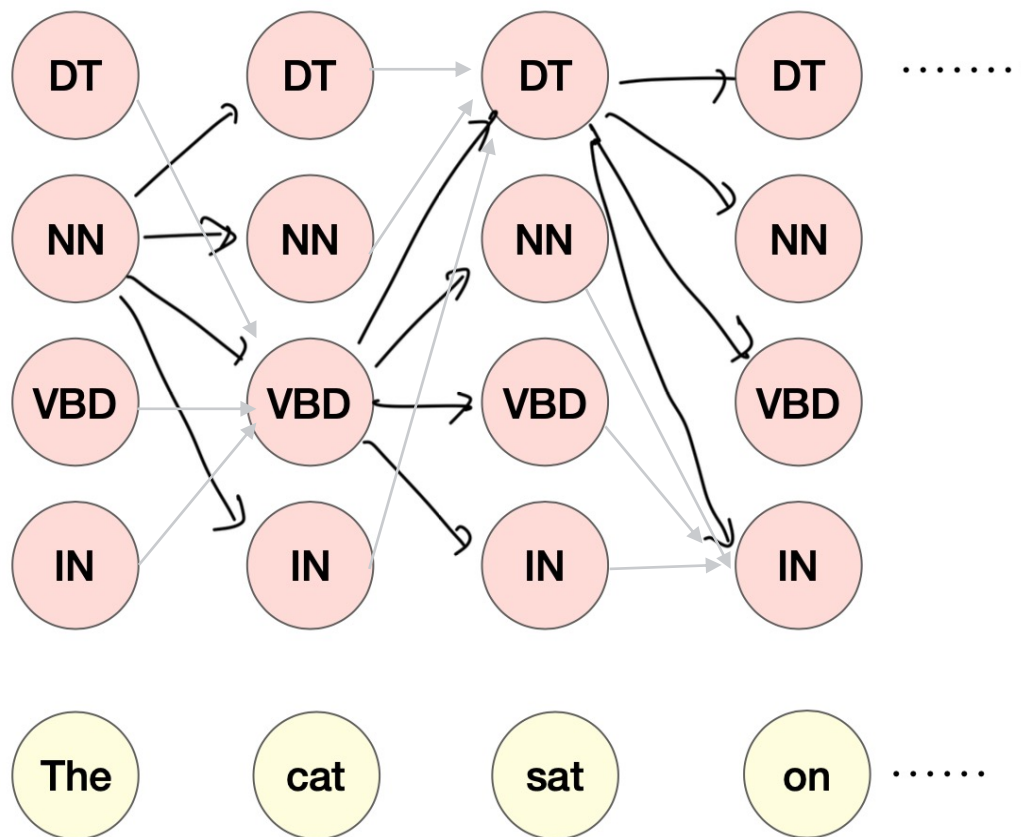 DT DT DT DT .......
NN NN NN NN
VBD VBD VBD VBD
IN IN IN IN
The cat sat on ......